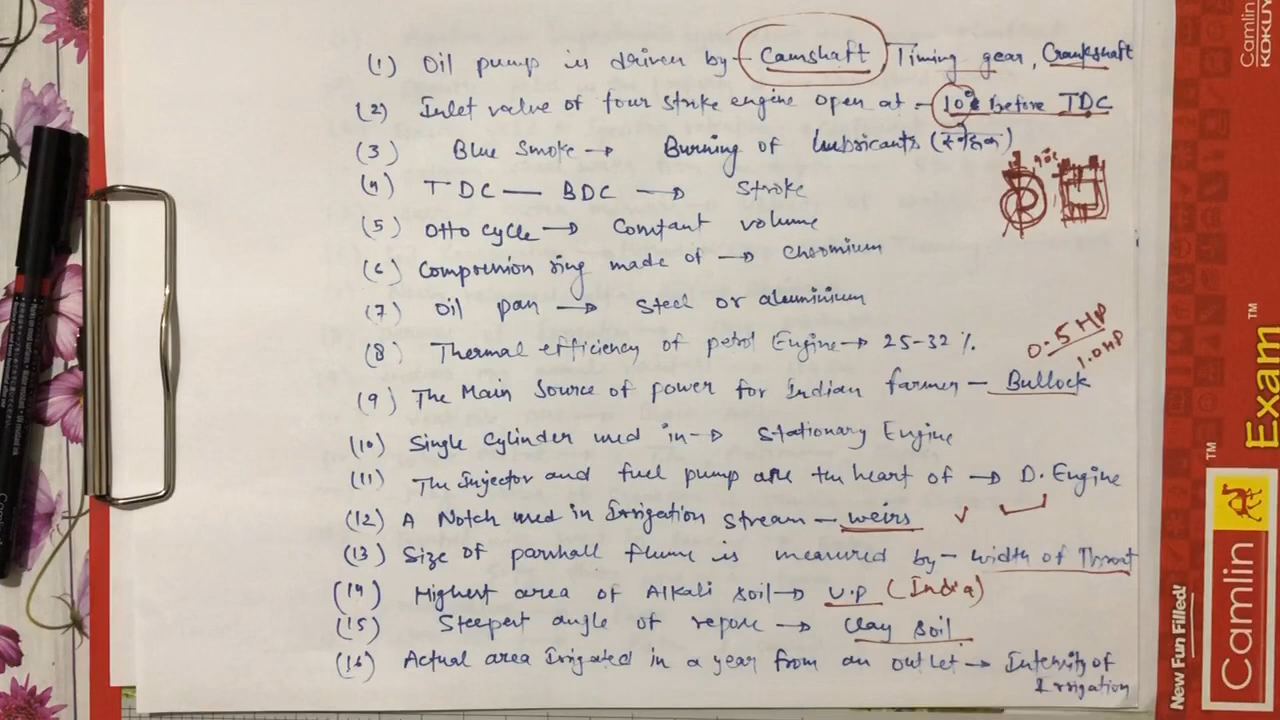 (1) Oil pump is driven by - Camshaft, Timing gear, Crankshaft
(2) Inlet valve of four stroke engine open at - 10° before TDC
(3) Blue Smoke → Burning of lubricants (स्नेहक)
(4) TDC — BDC → Stroke
(5) Otto cycle → Constant volume
(6) Compression ring made of → chromium
(7) Oil pan → Steel or aluminium
(8) Thermal efficiency of petrol Engine → 25-32 %.
0.5 HP
1.0 HP
(9) The Main Source of power for Indian farmer - Bullock
(10) Single Cylinder used in → Stationary Engine
(11) The Injector and fuel pump are the heart of → D. Engine
(12) A Notch used in Irrigation Stream - weirs ✓
(13) Size of parshall flume is measured by - width of Throat
(14) Highest area of Alkali soil → U.P (India)
(15) Steepest angle of repose → Clay soil
(16) Actual area Irrigated in a year from an outlet → Intensity of
Irrigation
Camlin
KOKUYO
Exam™
Camlin™
New Fun Filled!